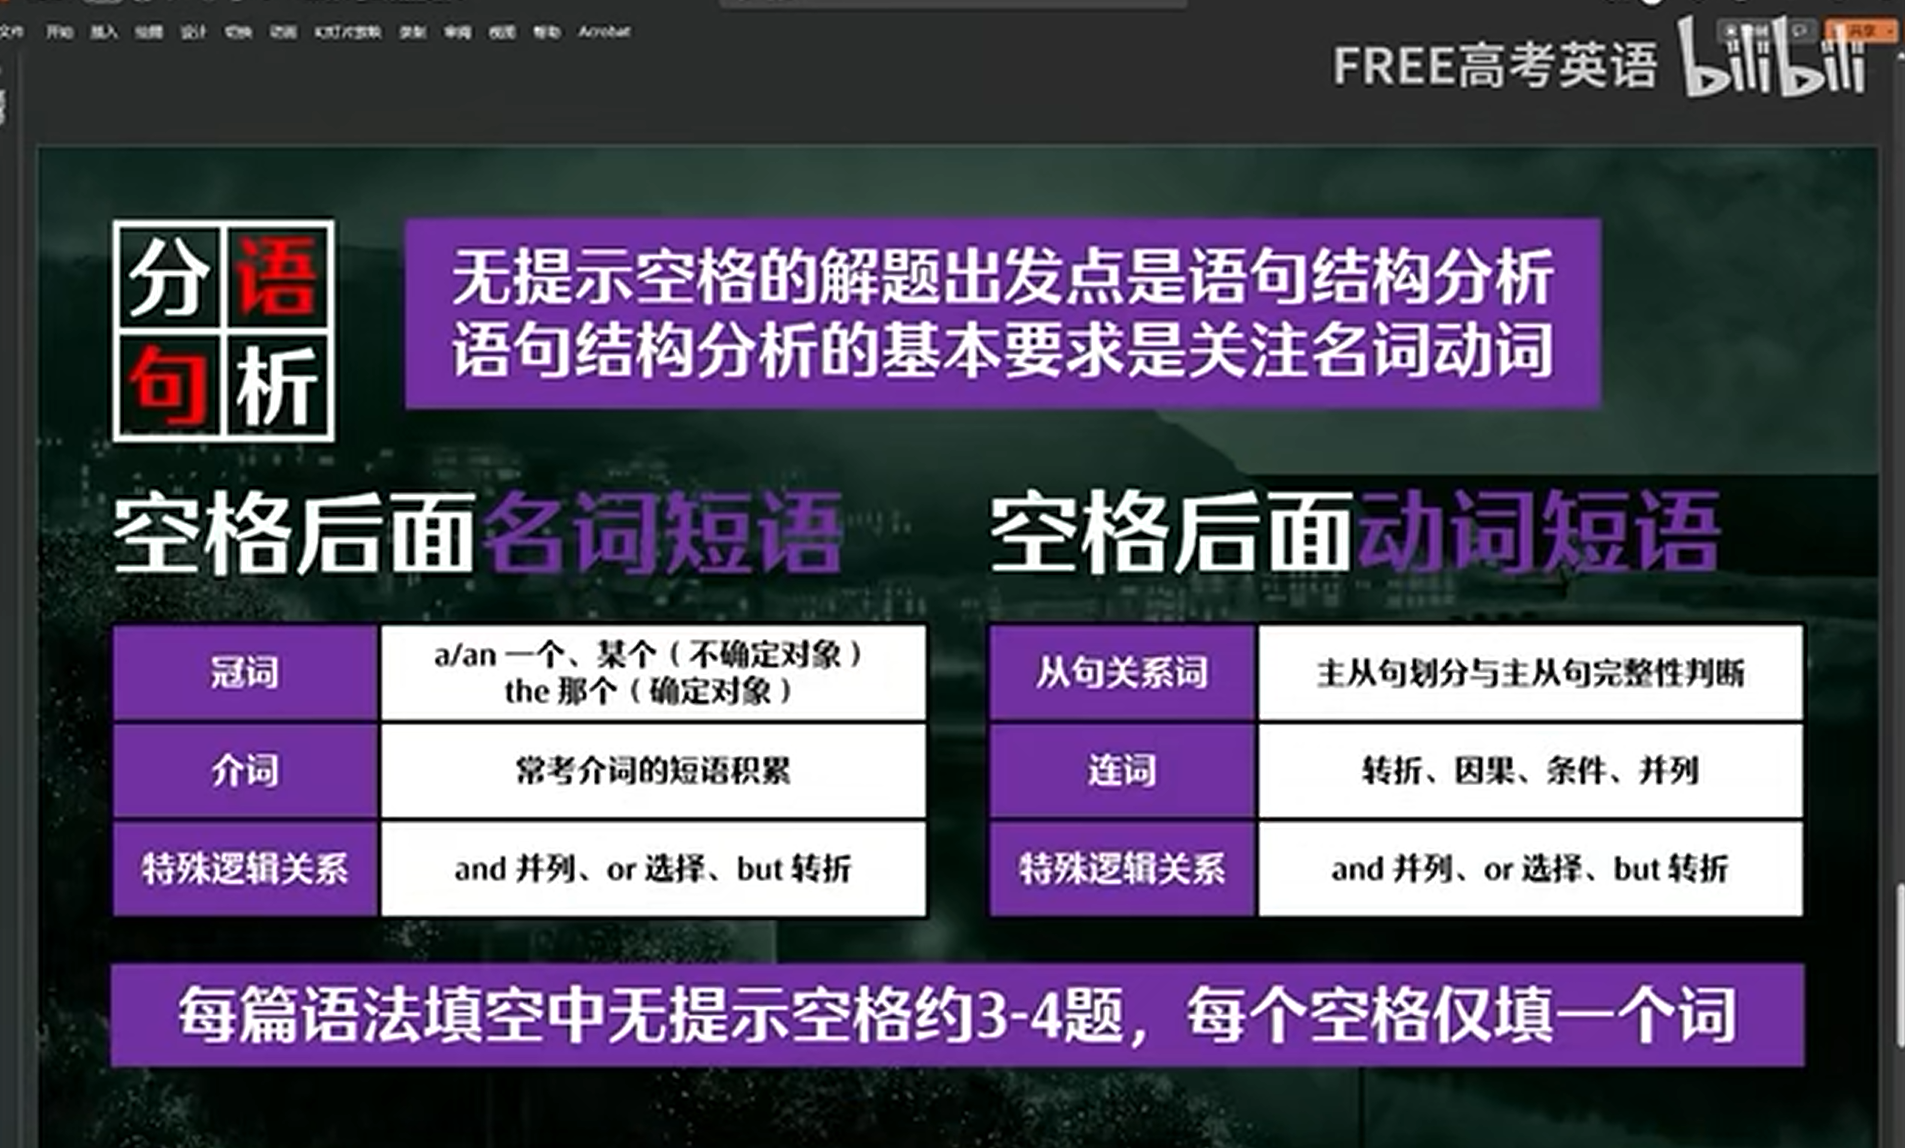 文件 开始 插入 绘图 设计 切换 动画 幻灯片放映 录制 审阅 视图 帮助 Acrobat
共享
FREE高考英语 bilibili
分语
句析
无提示空格的解题出发点是语句结构分析
语句结构分析的基本要求是关注名词动词
空格后面名词短语
冠词
a/an 一个、某个（不确定对象）
the 那个（确定对象）
介词
常考介词的短语积累
特殊逻辑关系
and 并列、or 选择、but 转折
空格后面动词短语
从句关系词
主从句划分与主从句完整性判断
连词
转折、因果、条件、并列
特殊逻辑关系
and 并列、or 选择、but 转折
每篇语法填空中无提示空格约3-4题，每个空格仅填一个词